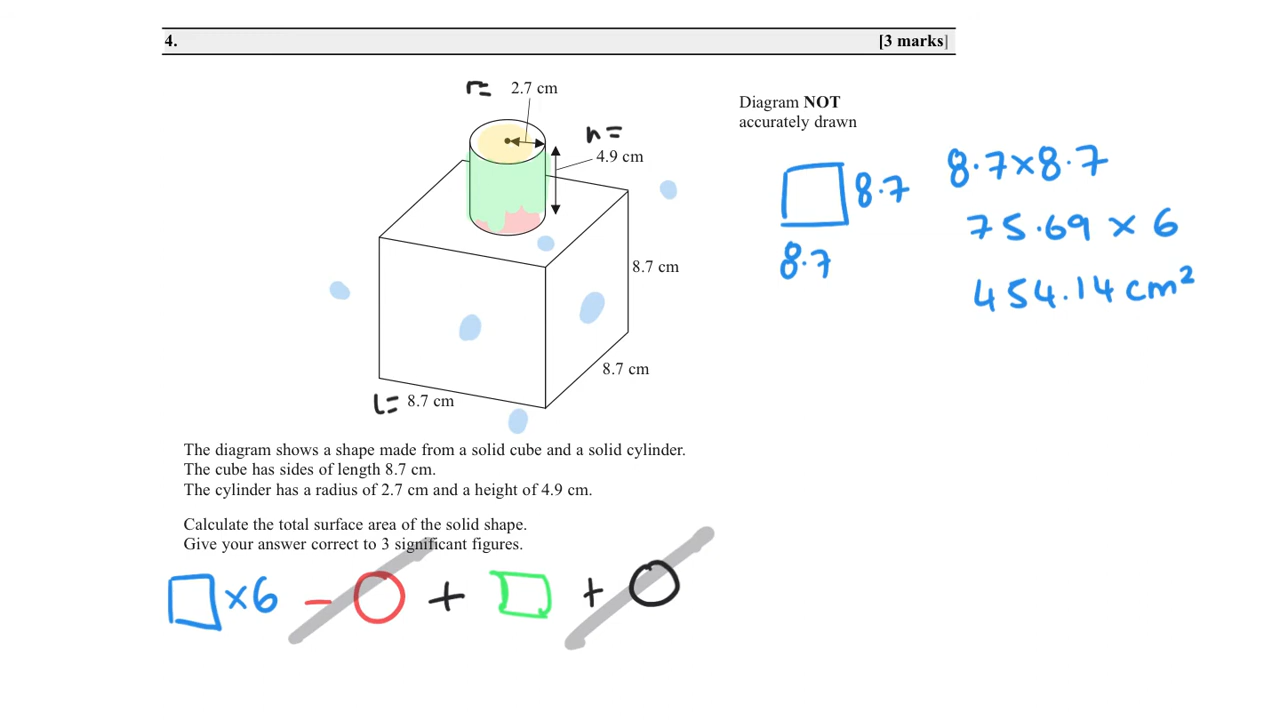 4. [3 marks]
r= 2.7 cm
Diagram NOT
accurately drawn
h=
4.9 cm
8.7 cm
8.7 cm
l= 8.7 cm
8.7
8.7
8.7×8.7
75.69 × 6
454.14 cm²
The diagram shows a shape made from a solid cube and a solid cylinder.
The cube has sides of length 8.7 cm.
The cylinder has a radius of 2.7 cm and a height of 4.9 cm.
Calculate the total surface area of the solid shape.
Give your answer correct to 3 significant figures.
□ ×6 - ○ + □ + ○